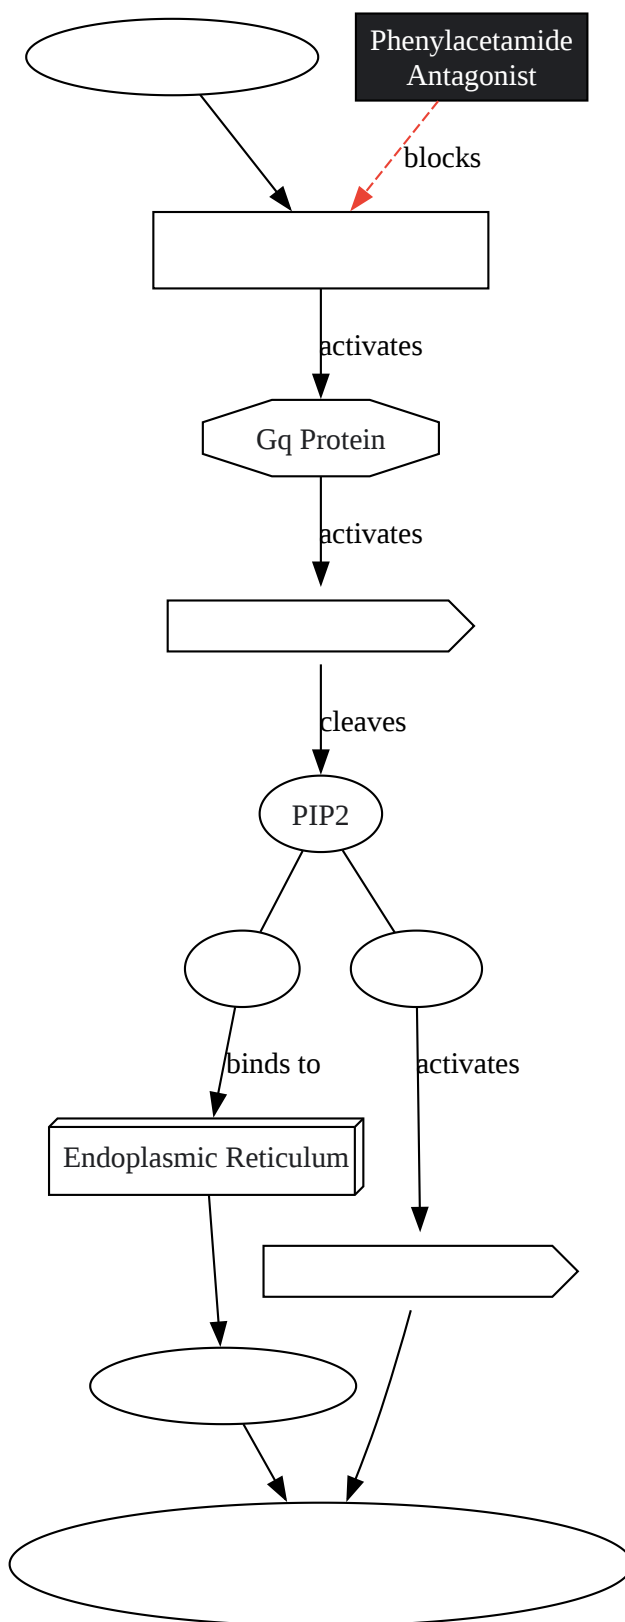 Phenylacetamide
Antagonist
blocks
activates
Gq Protein
activates
cleaves
PIP2
binds to
activates
Endoplasmic Reticulum